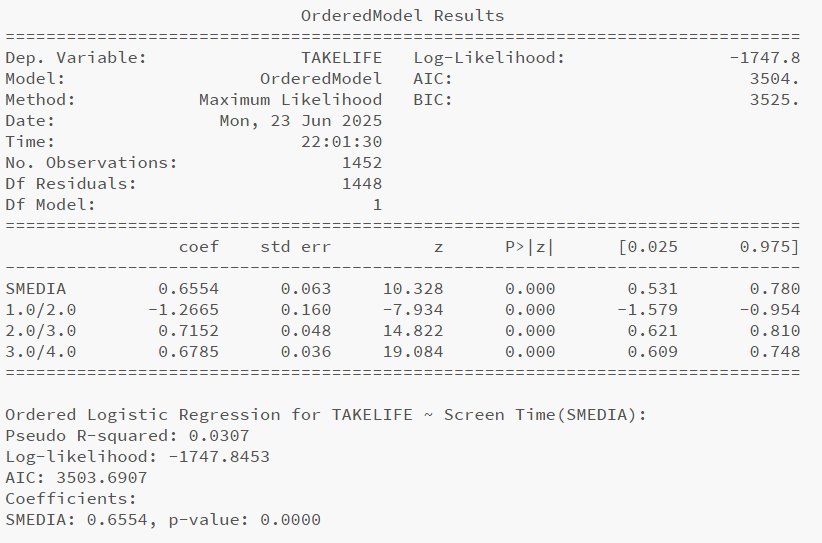 OrderedModel Results
==============================================================================
Dep. Variable:               TAKELIFE   Log-Likelihood:                -1747.8
Model:                   OrderedModel   AIC:                             3504.
Method:            Maximum Likelihood   BIC:                             3525.
Date:                Mon, 23 Jun 2025
Time:                        22:01:30
No. Observations:                1452
Df Residuals:                    1448
Df Model:                           1
==============================================================================
                 coef    std err          z      P>|z|      [0.025      0.975]
------------------------------------------------------------------------------
SMEDIA         0.6554      0.063     10.328      0.000       0.531       0.780
1.0/2.0       -1.2665      0.160     -7.934      0.000      -1.579      -0.954
2.0/3.0        0.7152      0.048     14.822      0.000       0.621       0.810
3.0/4.0        0.6785      0.036     19.084      0.000       0.609       0.748
==============================================================================
Ordered Logistic Regression for TAKELIFE ~ Screen Time(SMEDIA):
Pseudo R-squared: 0.0307
Log-likelihood: -1747.8453
AIC: 3503.6907
Coefficients:
SMEDIA: 0.6554, p-value: 0.0000